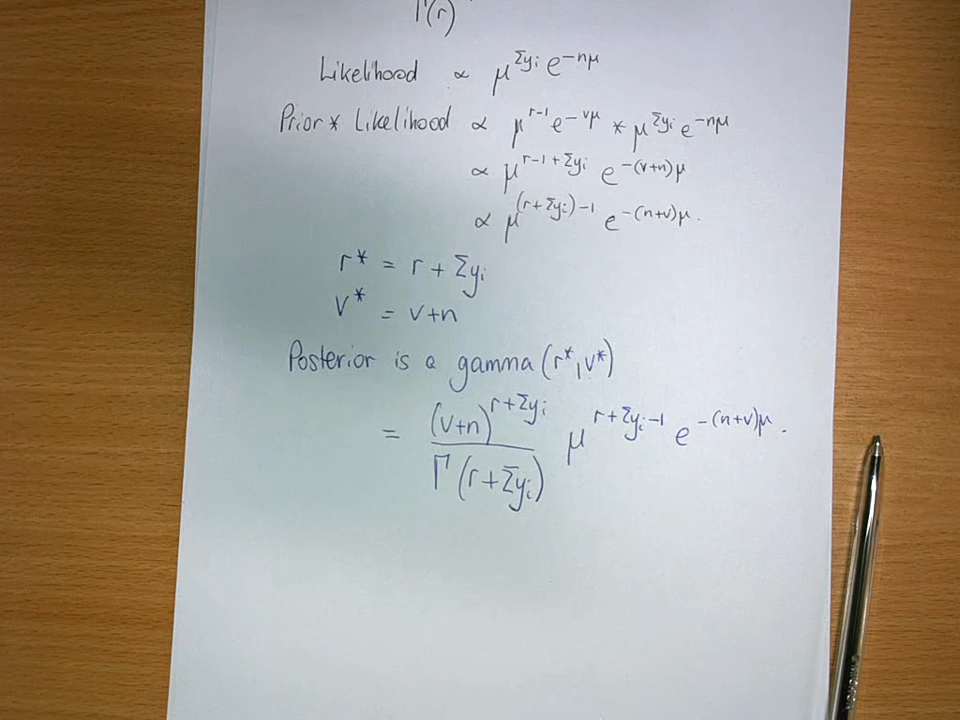 Γ(r)
Likelihood ∝ μ^Σyᵢ e^−nμ
Prior * Likelihood ∝ μ^r−1 e^−vμ * μ^Σyᵢ e^−nμ
∝ μ^r−1+Σyᵢ e^−(v+n)μ
∝ μ^(r+Σyᵢ)−1 e^−(n+v)μ.
r* = r + Σyᵢ
v* = v+n
Posterior is a gamma (r*, v*)
= (v+n)^r+Σyᵢ / Γ(r+Σyᵢ) μ^r+Σyᵢ−1 e^−(n+v)μ.